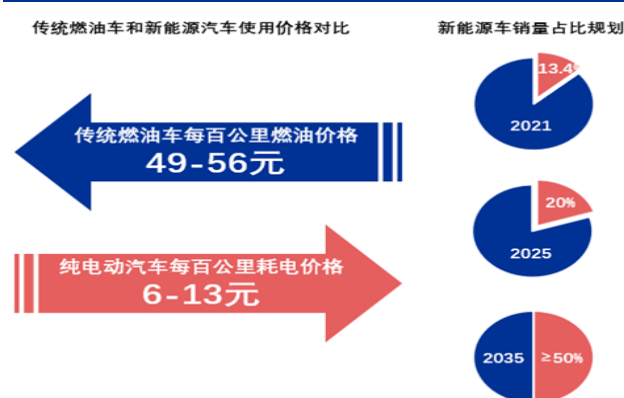 传统燃油车和新能源汽车使用价格对比
新能源车销量占比规划
传统燃油车每百公里燃油价格
49-56元
纯电动汽车每百公里耗电价格
6-13元
13.4%
2021
20%
2025
2035
≥50%